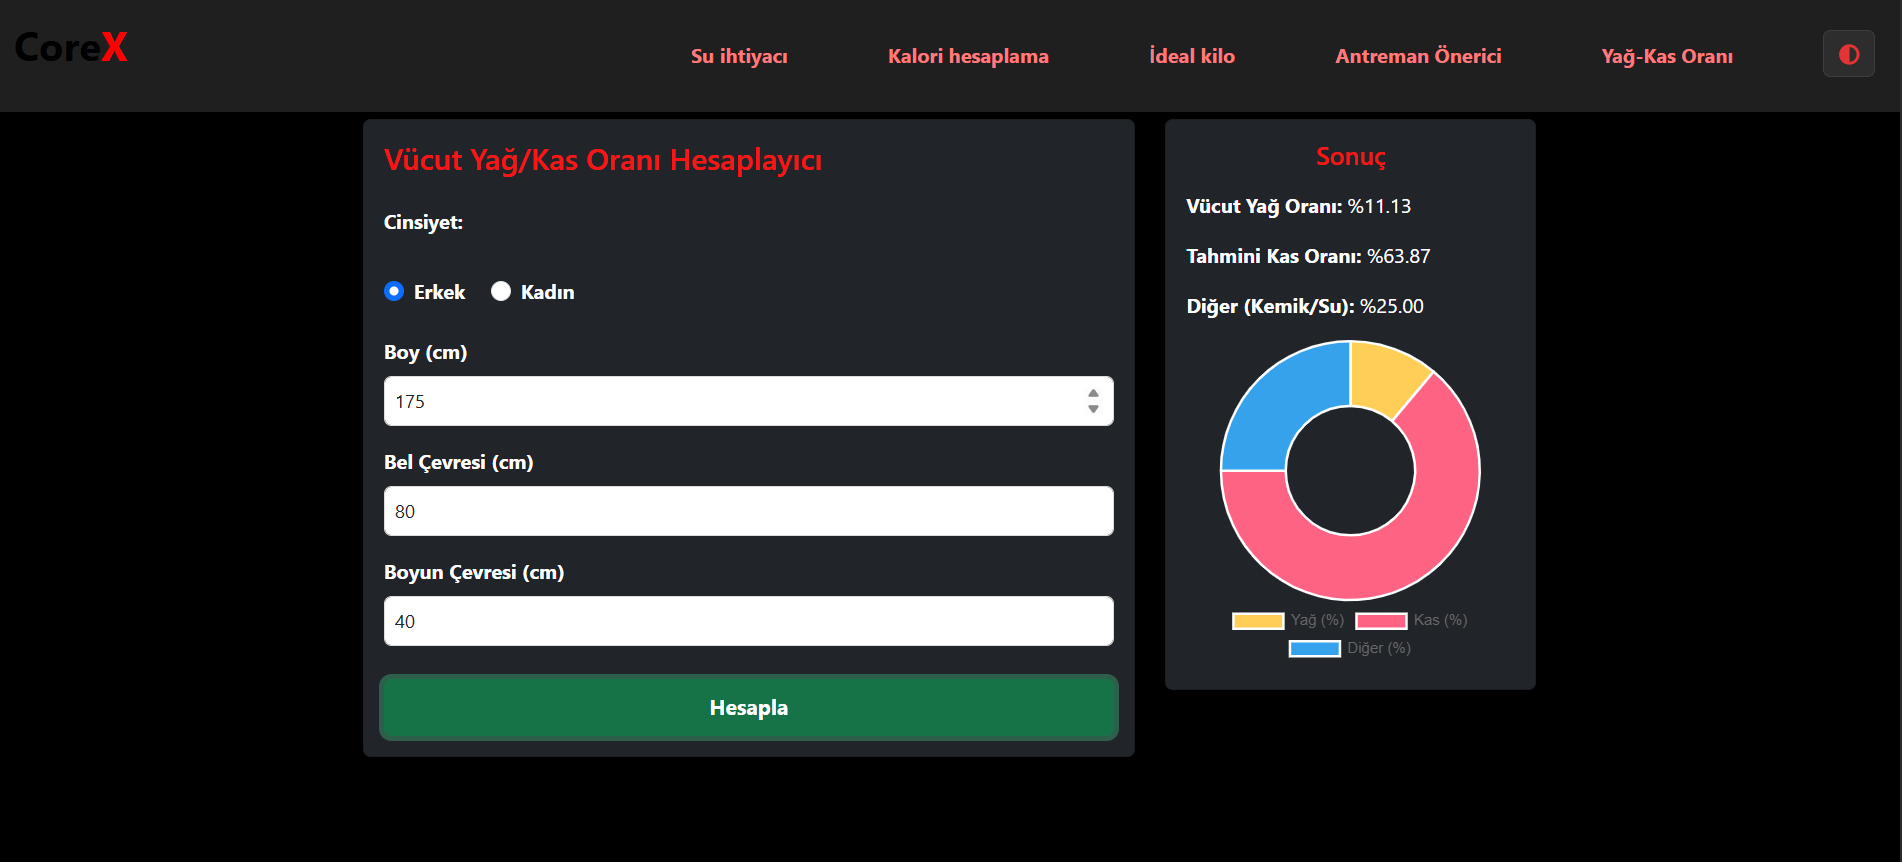 CoreX
Su ihtiyacı Kalori hesaplama İdeal kilo Antreman Önerici Yağ-Kas Oranı
Vücut Yağ/Kas Oranı Hesaplayıcı
Cinsiyet:
Erkek Kadın
Boy (cm)
175
Bel Çevresi (cm)
80
Boyun Çevresi (cm)
40
Hesapla
Sonuç
Vücut Yağ Oranı: %11.13
Tahmini Kas Oranı: %63.87
Diğer (Kemik/Su): %25.00
Yağ (%) Kas (%)
Diğer (%)